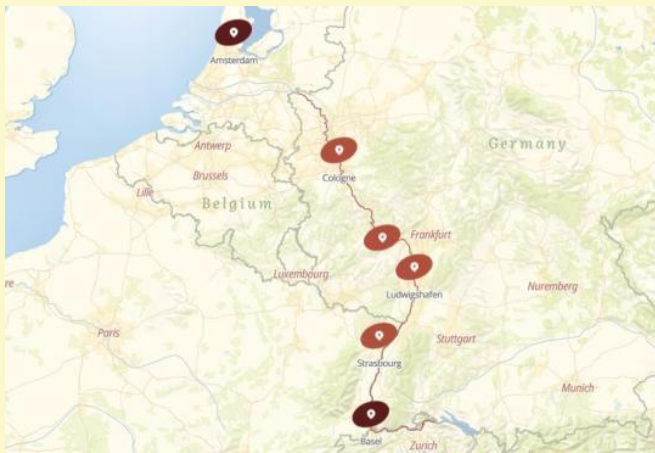 Amsterdam
Germany
Antwerp
Cologne
Brussels
Lille
Belgium
Frankfurt
Luxembourg
Ludwigshafen
Nuremberg
Paris
Stuttgart
Strasbourg
Munich
Basel
Zurich